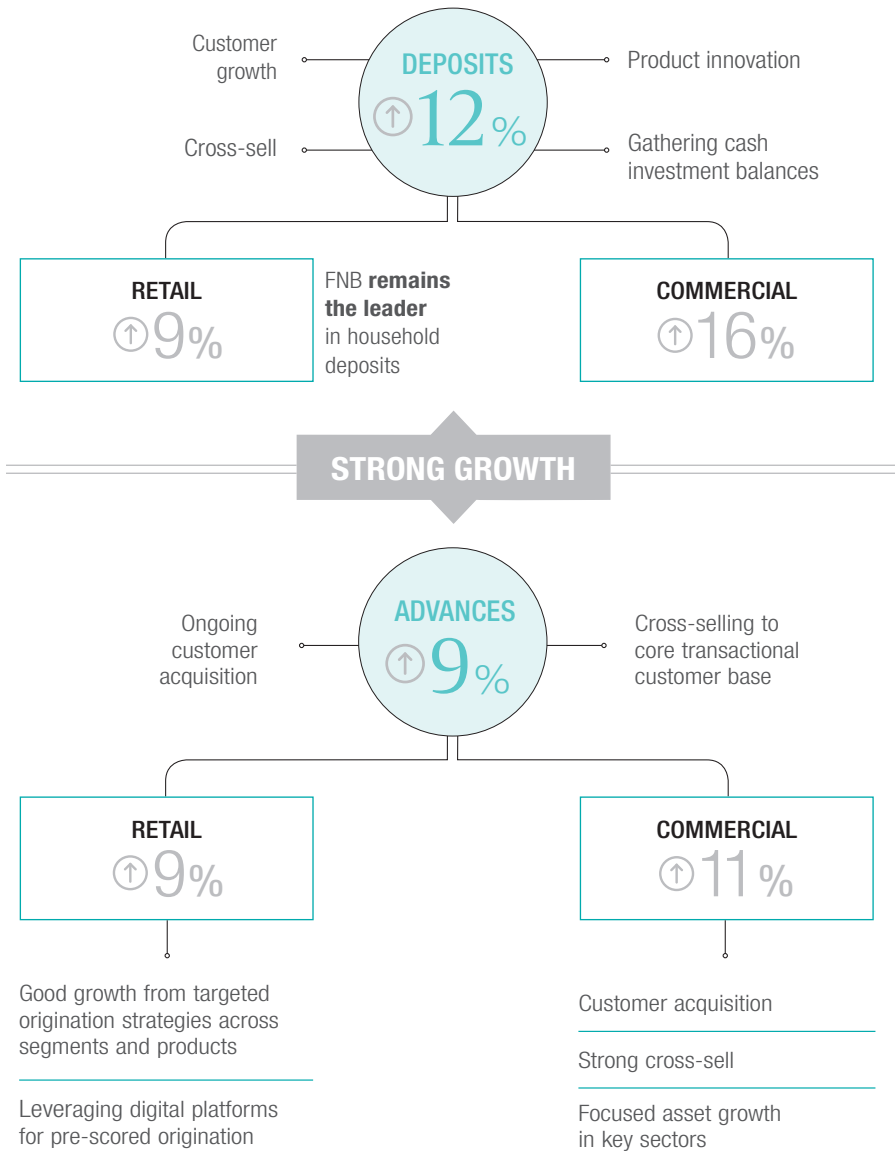 Customer
growth
Cross-sell
DEPOSITS
12%
Product innovation
Gathering cash
investment balances
RETAIL
9%
FNB remains
the leader
in household
deposits
COMMERCIAL
16%
STRONG GROWTH
Ongoing
customer
acquisition
ADVANCES
9%
Cross-selling to
core transactional
customer base
RETAIL
9%
COMMERCIAL
11%
Good growth from targeted
origination strategies across
segments and products
Leveraging digital platforms
for pre-scored origination
Customer acquisition
Strong cross-sell
Focused asset growth
in key sectors